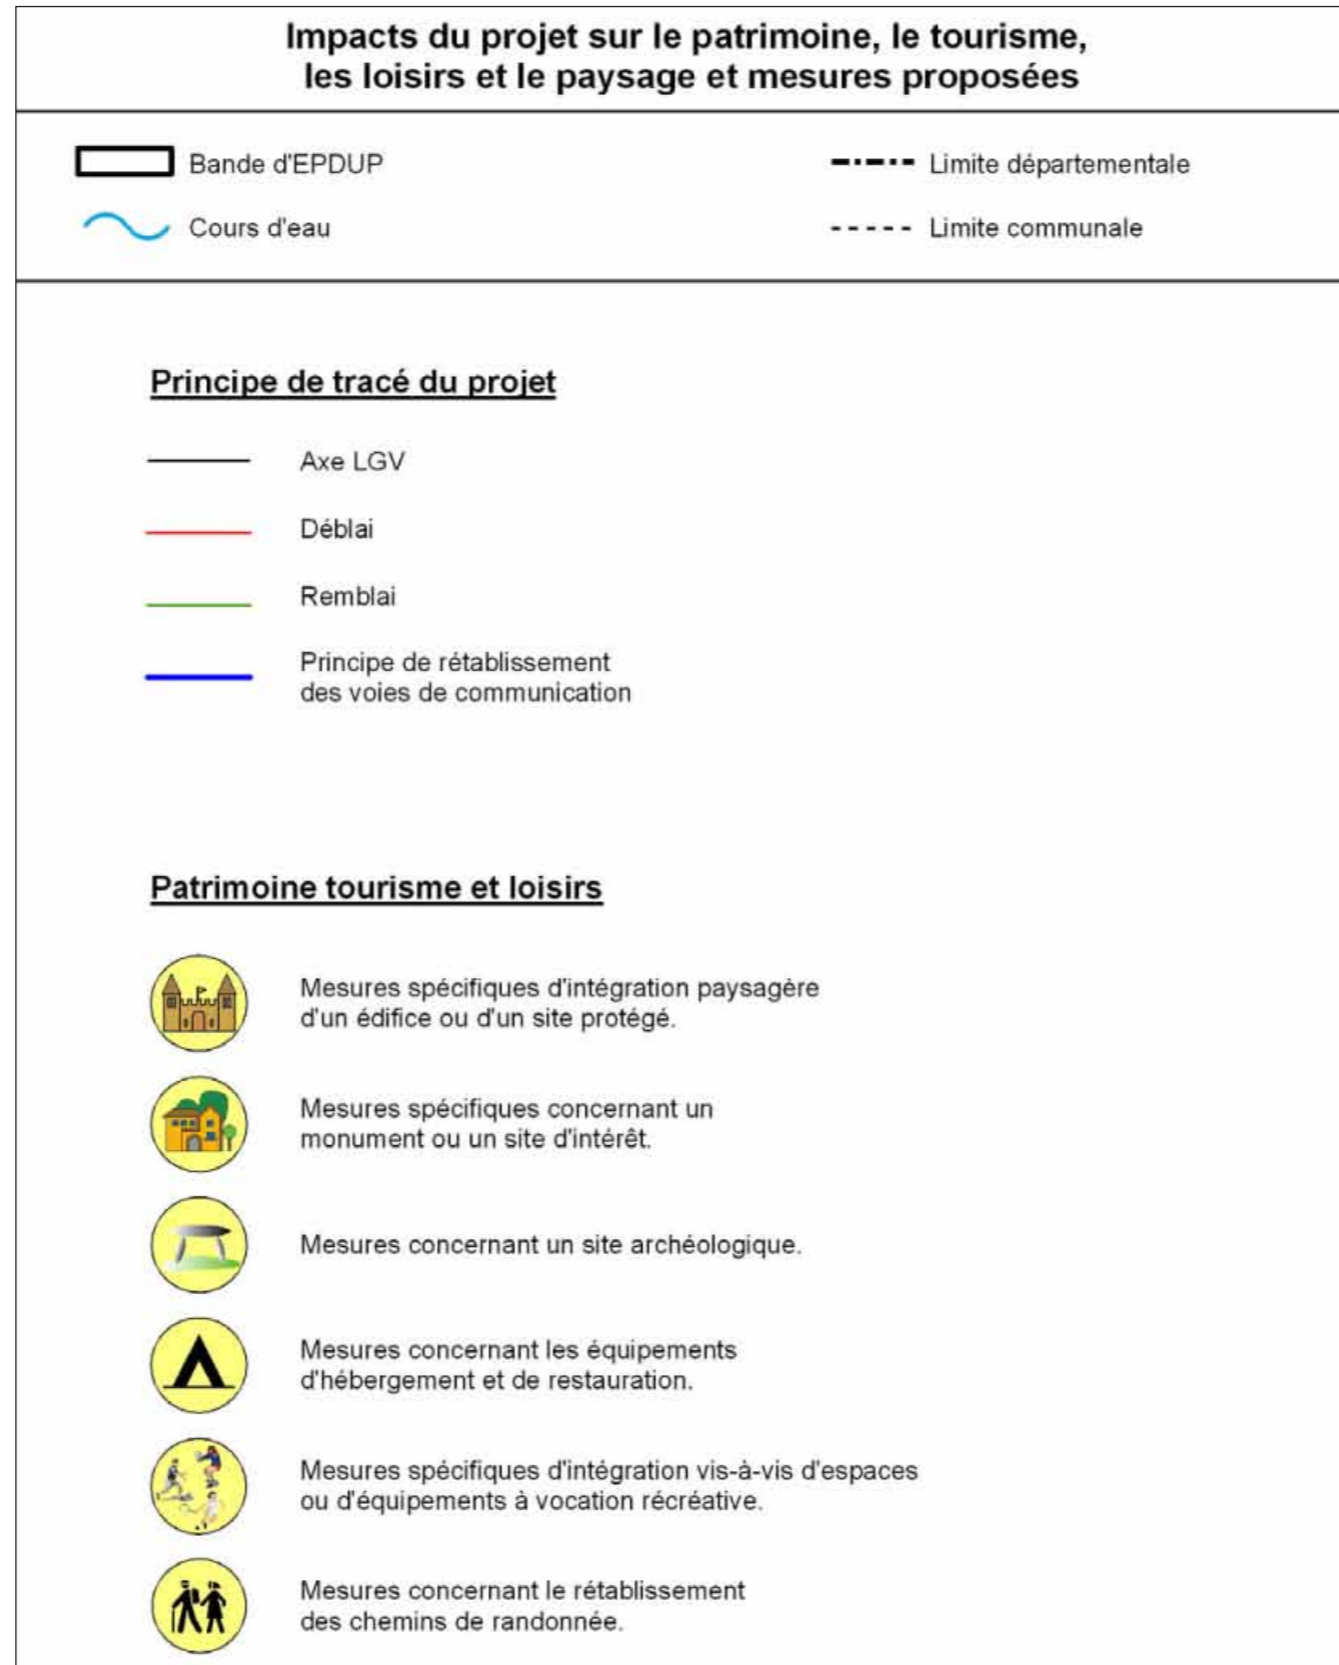 Impacts du projet sur le patrimoine, le tourisme,
les loisirs et le paysage et mesures proposées
Bande d'EPDUP
Limite départementale
Cours d'eau
Limite communale
Principe de tracé du projet
Axe LGV
Déblai
Remblai
Principe de rétablissement
des voies de communication
Patrimoine tourisme et loisirs
Mesures spécifiques d'intégration paysagère
d'un édifice ou d'un site protégé.
Mesures spécifiques concernant un
monument ou un site d'intérêt.
Mesures concernant un site archéologique.
Mesures concernant les équipements
d'hébergement et de restauration.
Mesures spécifiques d'intégration vis-à-vis d'espaces
ou d'équipements à vocation récréative.
Mesures concernant le rétablissement
des chemins de randonnée.